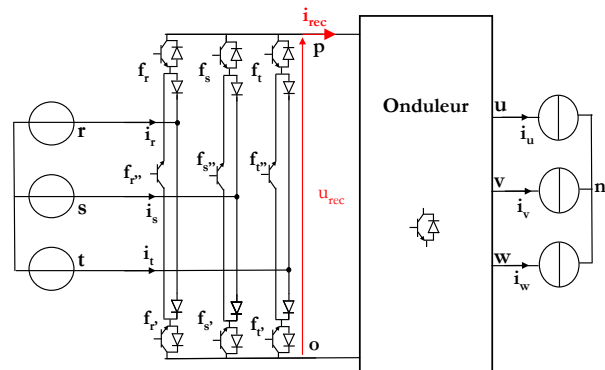 i_rec
p
f_r
f_s
f_t
Onduleur
r
i_r
u
i_u
f_r"
f_s"
f_t"
s
i_s
u_rec
v
i_v
n
t
i_t
w
i_w
f_r'
f_s'
f_t'
o